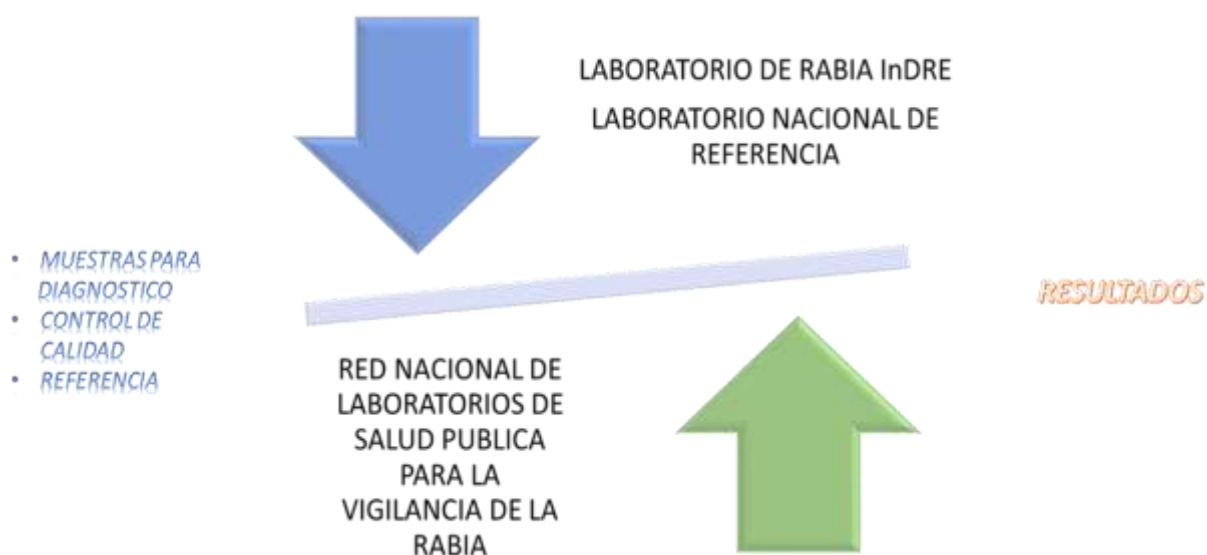 LABORATORIO DE RABIA InDRE
LABORATORIO NACIONAL DE
REFERENCIA
• MUESTRAS PARA
DIAGNOSTICO
• CONTROL DE
CALIDAD
• REFERENCIA
RESULTADOS
RED NACIONAL DE
LABORATORIOS DE
SALUD PUBLICA
PARA LA
VIGILANCIA DE LA
RABIA